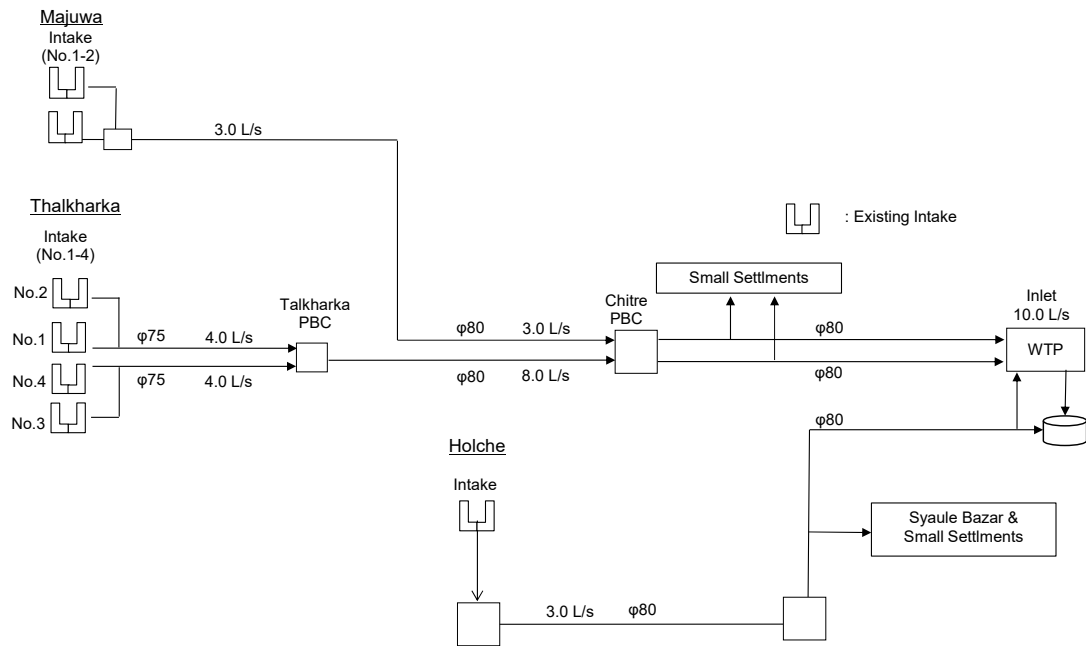 Majuwa
Intake
(No.1-2)
3.0 L/s
Thalkharka
Intake
(No.1-4)
: Existing Intake
No.2
No.1
No.4
No.3
φ75
4.0 L/s
φ75
4.0 L/s
Talkharka
PBC
φ80
3.0 L/s
φ80
8.0 L/s
Chitre
PBC
Small Settlments
φ80
φ80
Inlet
10.0 L/s
WTP
φ80
Holche
Intake
Syaule Bazar &
Small Settlments
3.0 L/s
φ80